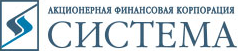 АКЦИОНЕРНАЯ ФИНАНСОВАЯ КОРПОРАЦИЯ
СИСТЕМА